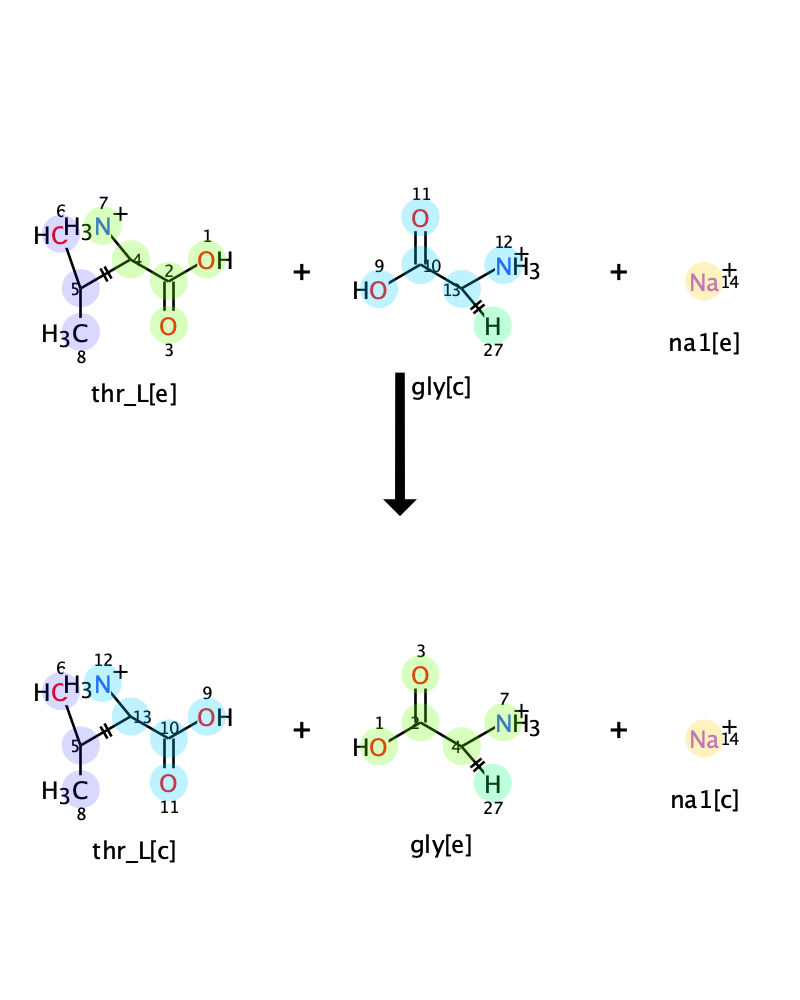 6 7 11
H₃N + 1 O 12
HO 4 2 OH 9 10 + NH₃ +
5 + HO 13 + Na 14
H₃C O H
8 3 27 na1[e]
thr_L[e] gly[c]
6 12 3
H₃N + 9 O 7
HO 13 10 OH 1 2 + NH₃ +
5 + HO 4 + Na 14
H₃C O H
8 11 27 na1[c]
thr_L[c] gly[e]